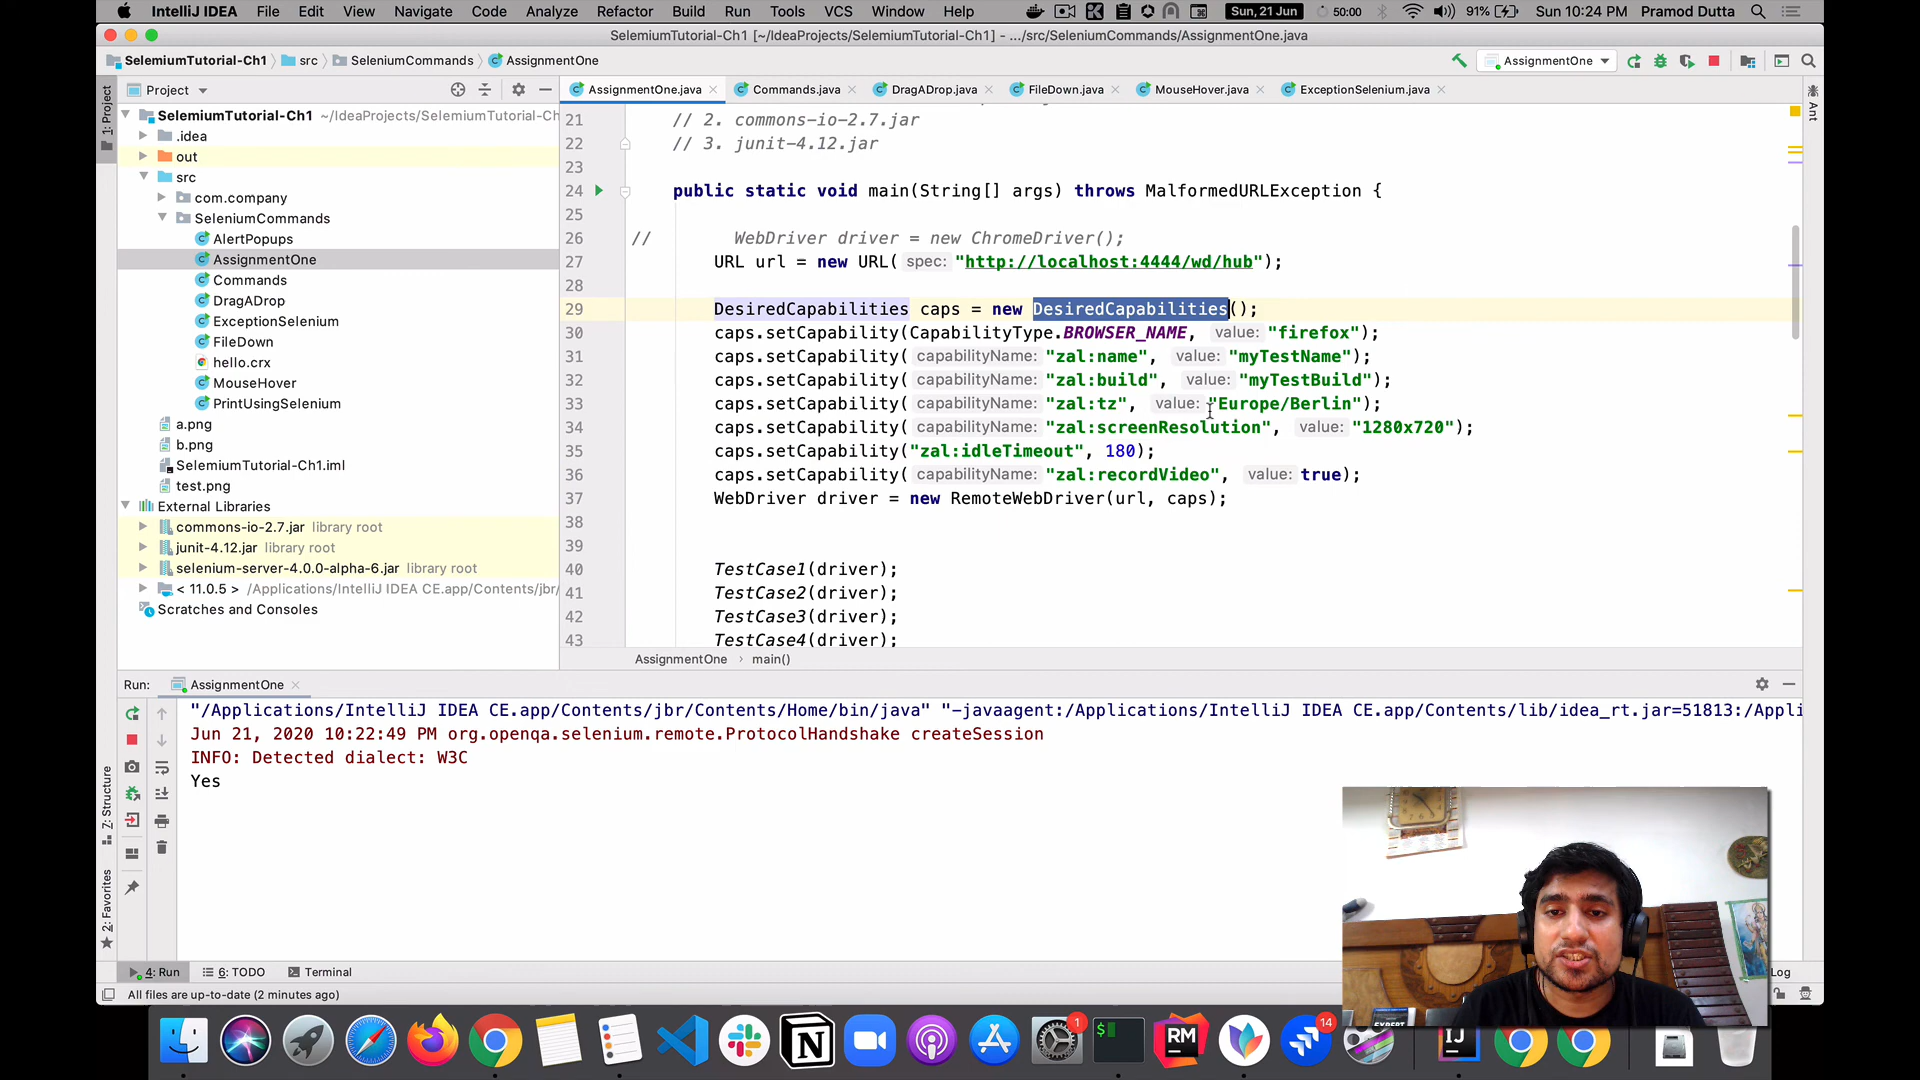 IntelliJ IDEA File Edit View Navigate Code Analyze Refactor Build Run Tools VCS Window Help Sun, 21 Jun 50:00 91% Sun 10:24 PM Pramod Dutta
SelemiumTutorial-Ch1 [~/IdeaProjects/SelemiumTutorial-Ch1] - .../src/SeleniumCommands/AssignmentOne.java
SelemiumTutorial-Ch1 src SeleniumCommands AssignmentOne AssignmentOne
1: Project
Project
AssignmentOne.java Commands.java DragADrop.java FileDown.java MouseHover.java ExceptionSelenium.java
Ant
SelemiumTutorial-Ch1 ~/IdeaProjects/SelemiumTutorial-Ch
.idea
out
src
com.company
SeleniumCommands
AlertPopups
AssignmentOne
Commands
DragADrop
ExceptionSelenium
FileDown
hello.crx
MouseHover
PrintUsingSelenium
a.png
b.png
SelemiumTutorial-Ch1.iml
test.png
External Libraries
commons-io-2.7.jar library root
junit-4.12.jar library root
selenium-server-4.0.0-alpha-6.jar library root
< 11.0.5 > /Applications/IntelliJ IDEA CE.app/Contents/jbr/
Scratches and Consoles
21 // 2. commons-io-2.7.jar
22 // 3. junit-4.12.jar
23
24 public static void main(String[] args) throws MalformedURLException {
25
26 // WebDriver driver = new ChromeDriver();
27 URL url = new URL( spec: "http://localhost:4444/wd/hub");
28
29 DesiredCapabilities caps = new DesiredCapabilities();
30 caps.setCapability(CapabilityType.BROWSER_NAME, value: "firefox");
31 caps.setCapability( capabilityName: "zal:name", value: "myTestName");
32 caps.setCapability( capabilityName: "zal:build", value: "myTestBuild");
33 caps.setCapability( capabilityName: "zal:tz", value: "Europe/Berlin");
34 caps.setCapability( capabilityName: "zal:screenResolution", value: "1280x720");
35 caps.setCapability("zal:idleTimeout", 180);
36 caps.setCapability( capabilityName: "zal:recordVideo", value: true);
37 WebDriver driver = new RemoteWebDriver(url, caps);
38
39
40 TestCase1(driver);
41 TestCase2(driver);
42 TestCase3(driver);
43 TestCase4(driver);
AssignmentOne main()
Run: AssignmentOne
"/Applications/IntelliJ IDEA CE.app/Contents/jbr/Contents/Home/bin/java" "-javaagent:/Applications/IntelliJ IDEA CE.app/Contents/lib/idea_rt.jar=51813:/Appli
Jun 21, 2020 10:22:49 PM org.openqa.selenium.remote.ProtocolHandshake createSession
INFO: Detected dialect: W3C
Yes
7: Structure
2: Favorites
4: Run 6: TODO Terminal Log
All files are up-to-date (2 minutes ago)
1 $ RM 14 IJ